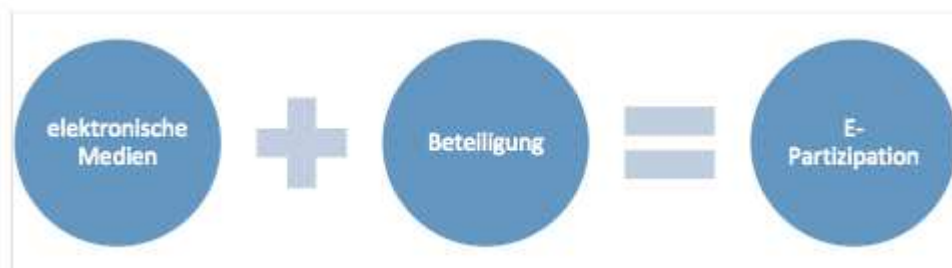 elektronische
Medien
Beteiligung
E-
Partizipation